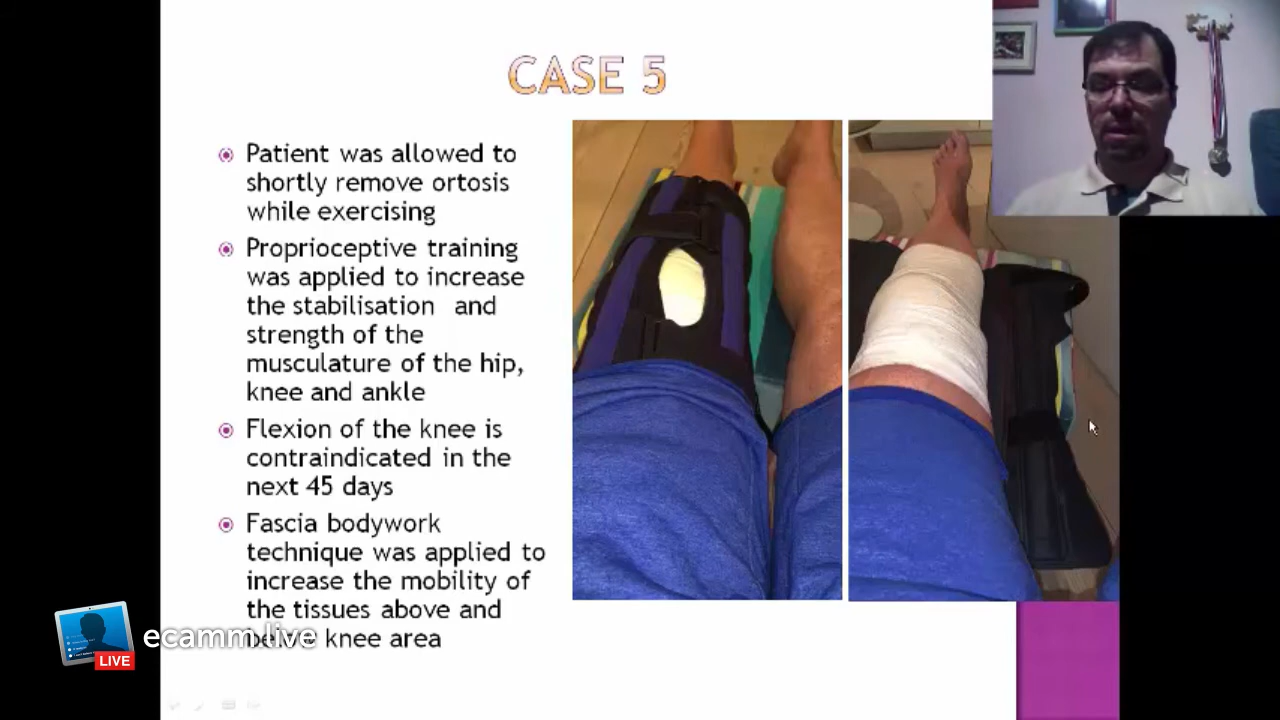 CASE 5
Patient was allowed to
shortly remove ortosis
while exercising
Proprioceptive training
was applied to increase
the stabilisation and
strength of the
musculature of the hip,
knee and ankle
Flexion of the knee is
contraindicated in the
next 45 days
Fascia bodywork
technique was applied to
increase the mobility of
the tissues above and
below knee area
ecamm.live
LIVE